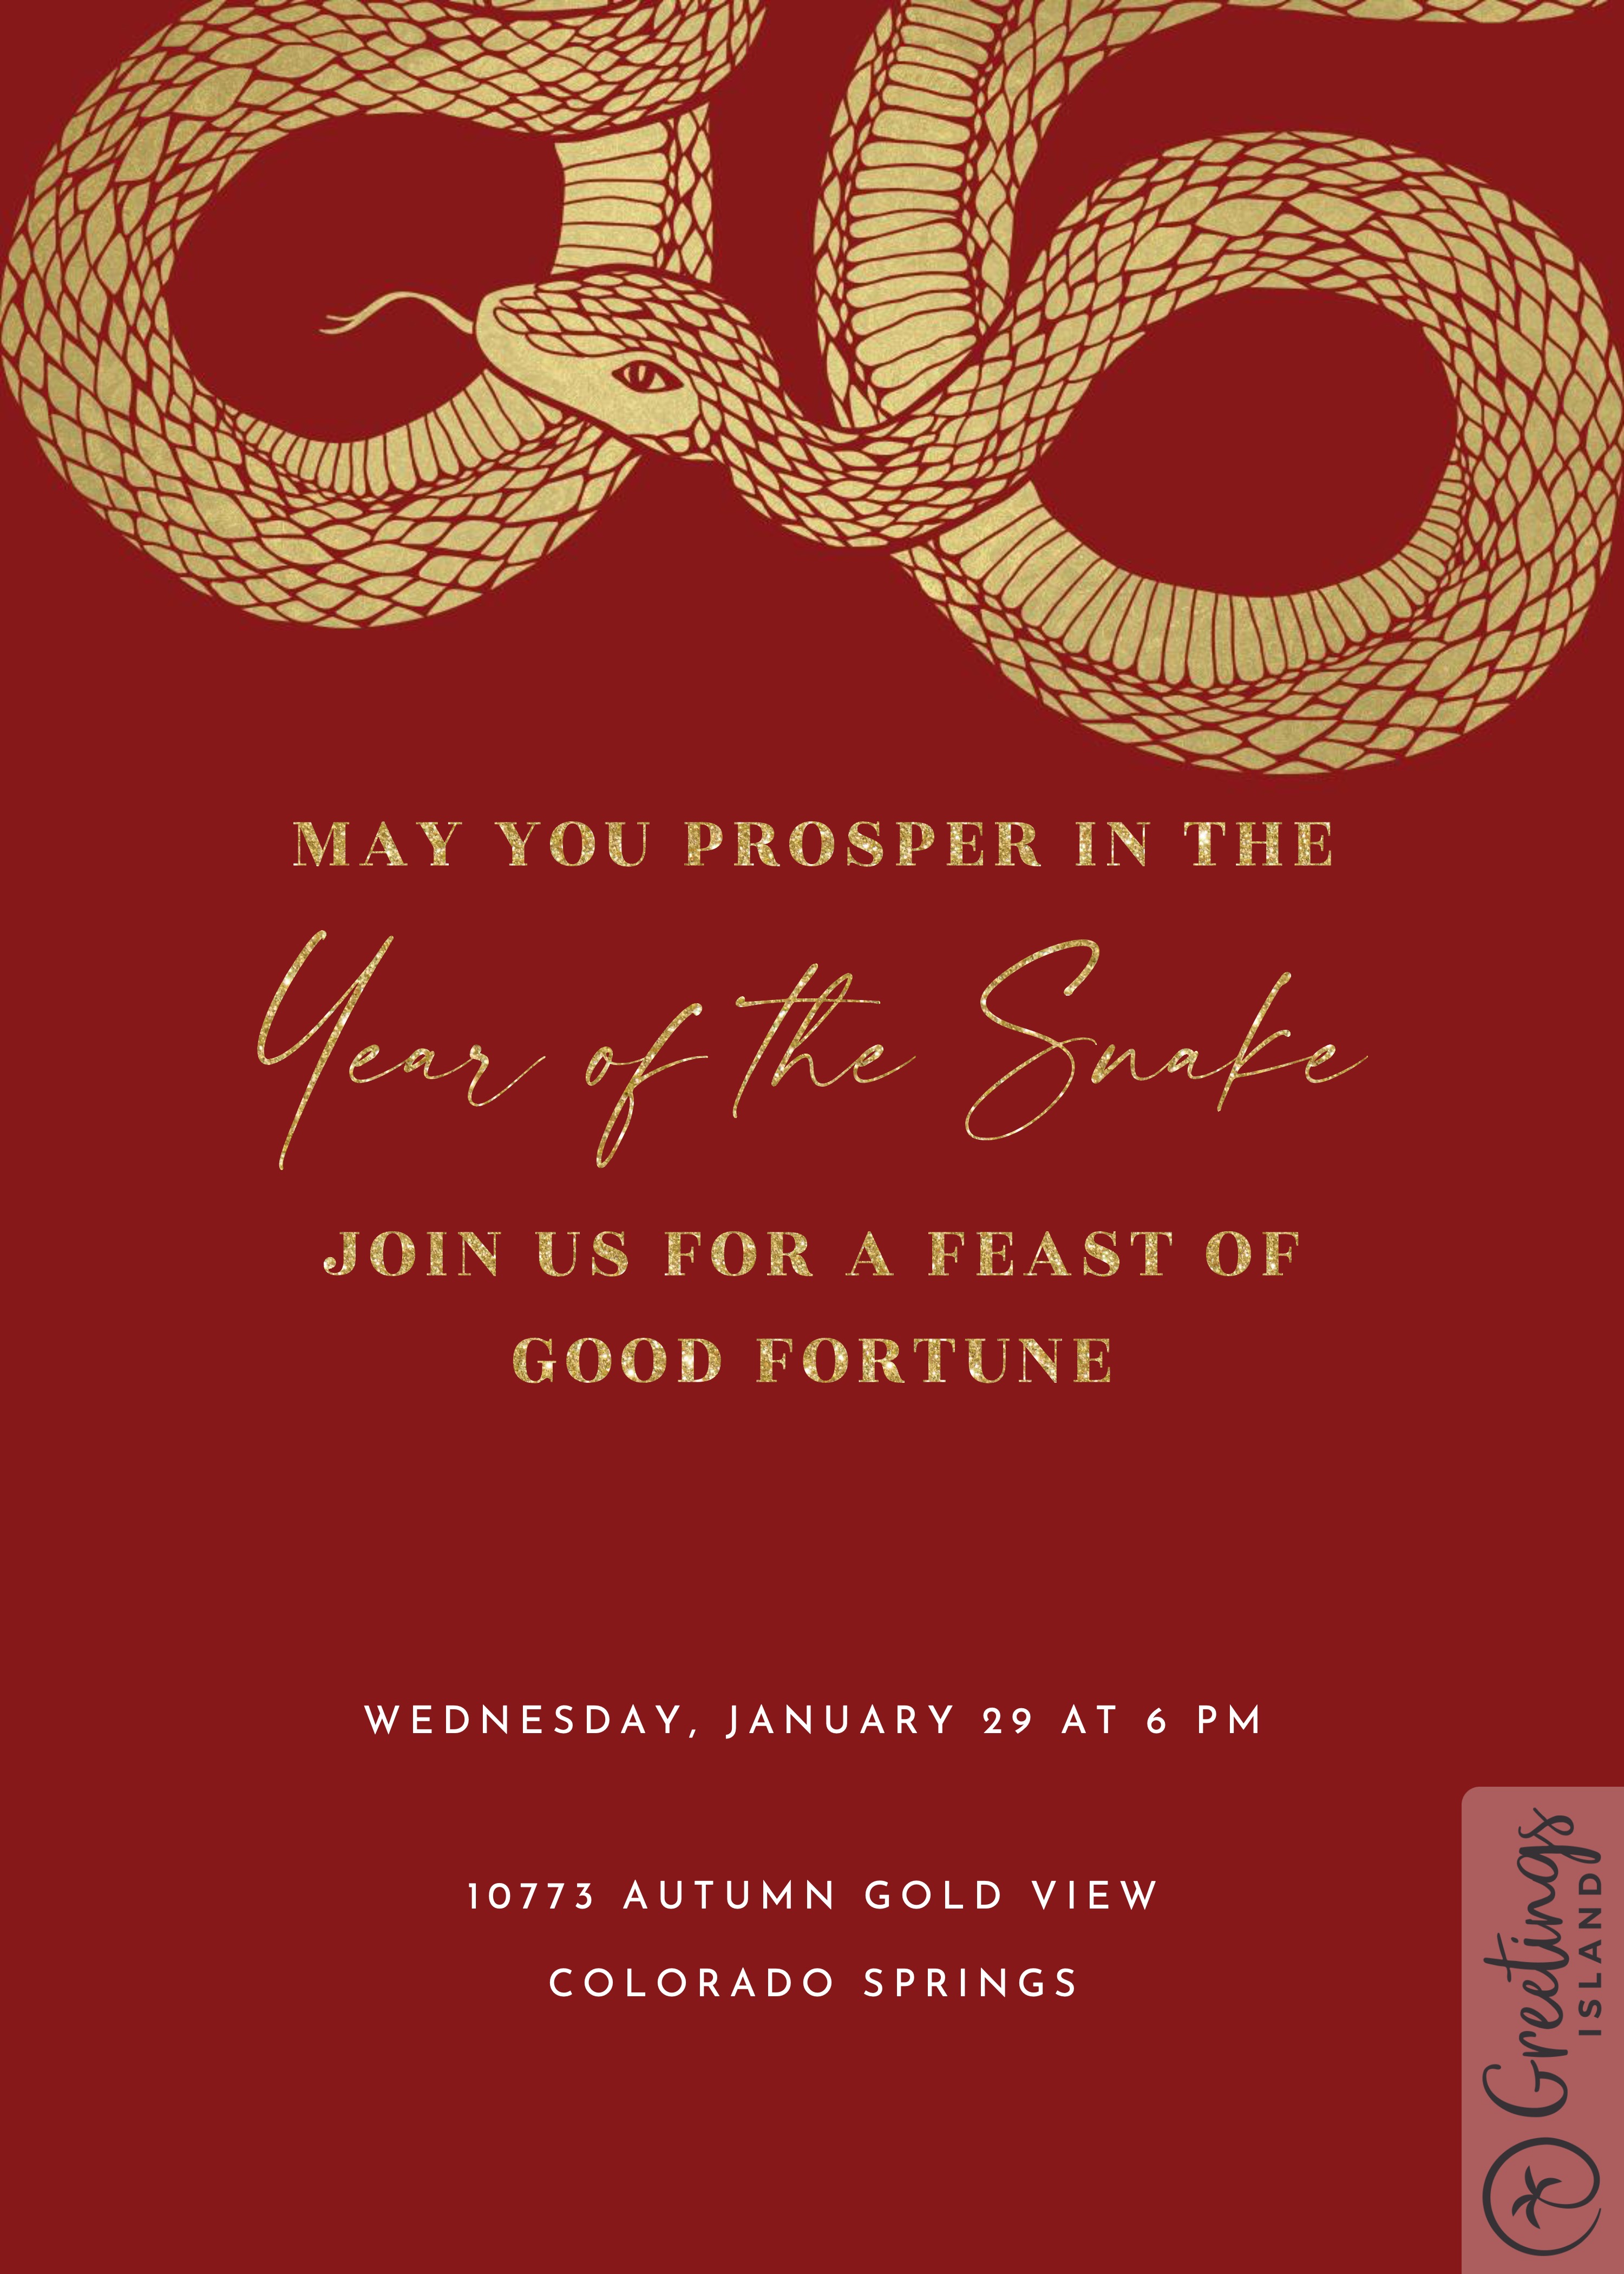 MAY YOU PROSPER IN THE
Year of the Snake
JOIN US FOR A FEAST OF
GOOD FORTUNE
WEDNESDAY, JANUARY 29 AT 6 PM
10773 AUTUMN GOLD VIEW
COLORADO SPRINGS
Greetings
ISLAND